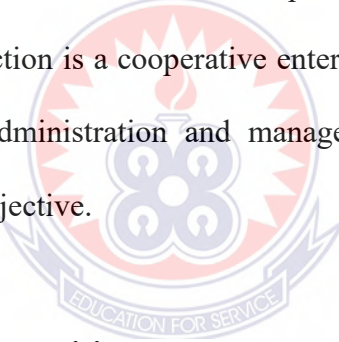 ction is a cooperative enter
dministration and manage
jective.
EDUCATION FOR SERVICE